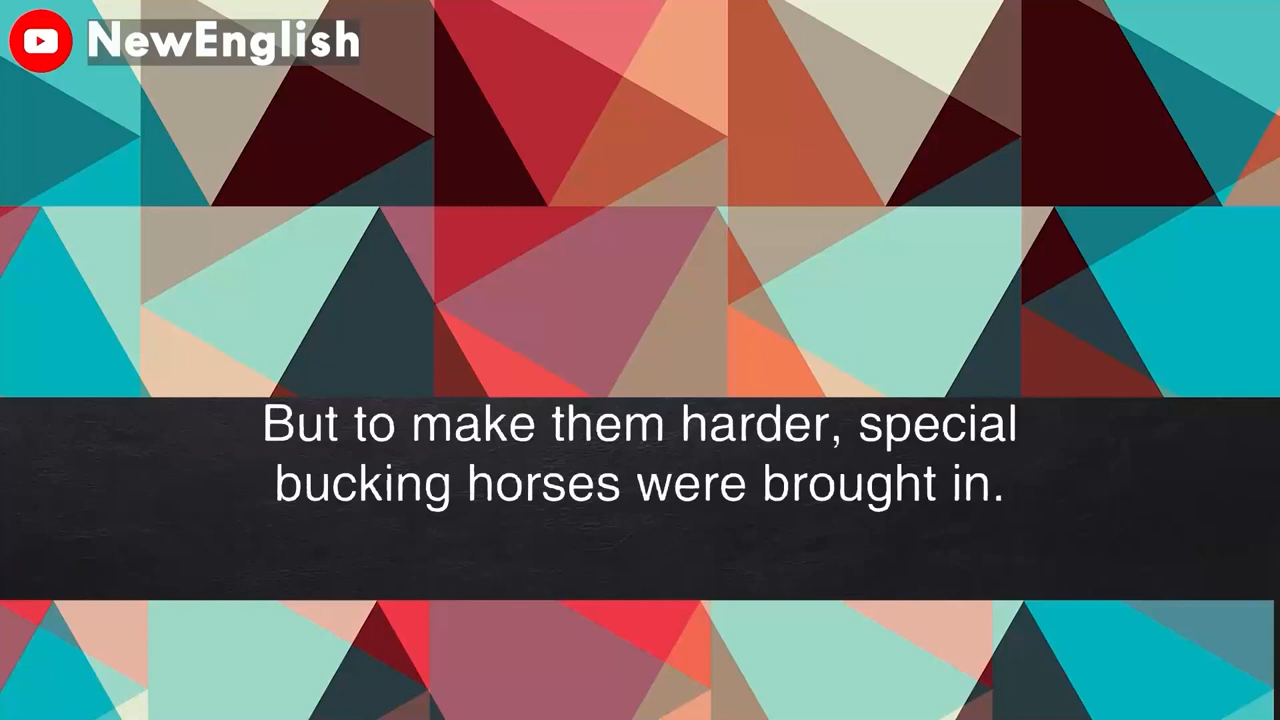 NewEnglish
But to make them harder, special
bucking horses were brought in.